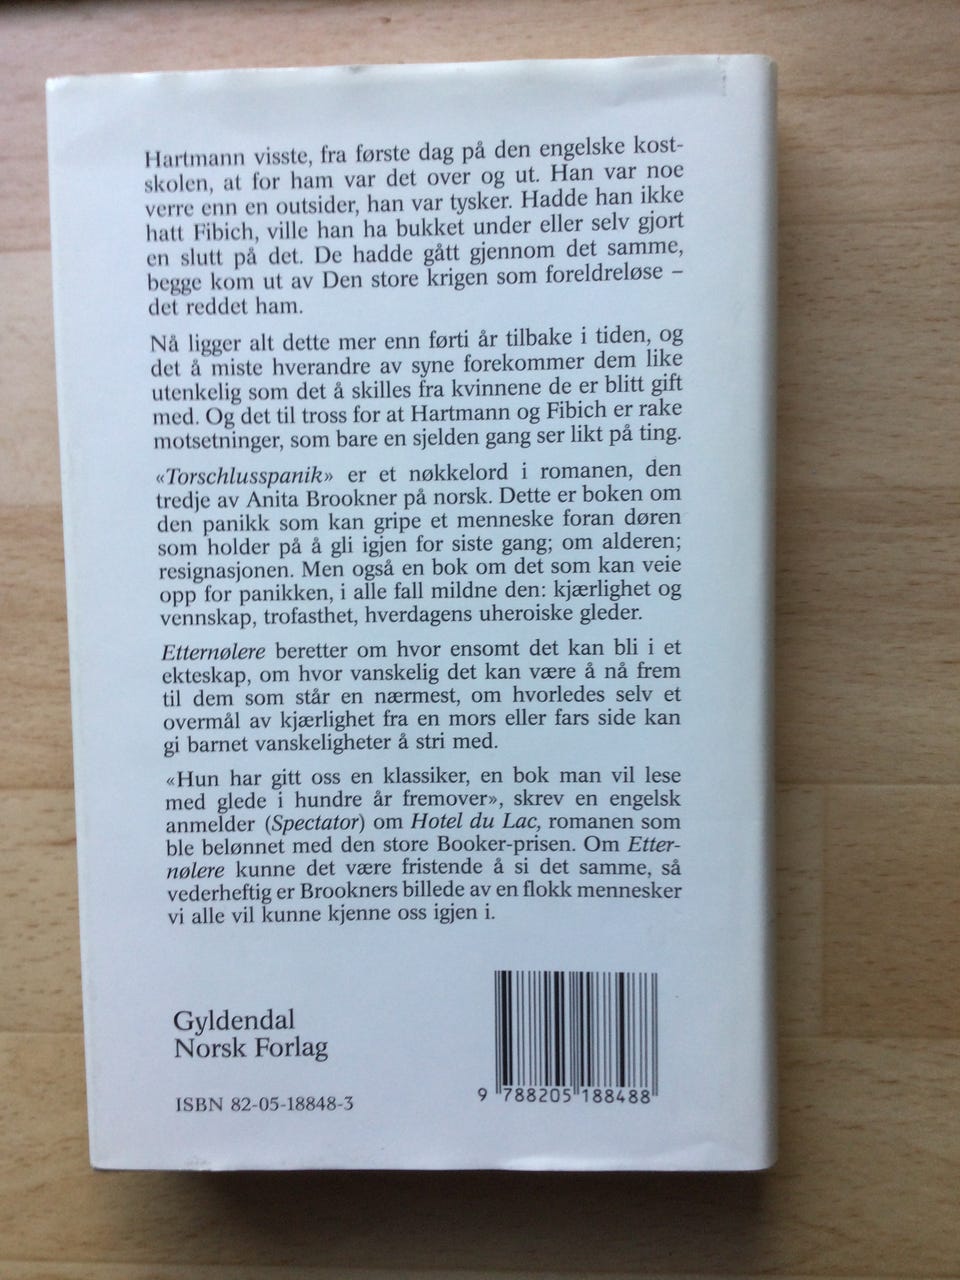 Hartmann visste, fra første dag på den engelske kost-
skolen, at for ham var det over og ut. Han var noe
verre enn en outsider, han var tysker. Hadde han ikke
hatt Fibich, ville han ha bukket under eller selv gjort
en slutt på det. De hadde gått gjennom det samme,
begge kom ut av Den store krigen som foreldreløse –
det reddet ham.
Nå ligger alt dette mer enn førti år tilbake i tiden, og
det å miste hverandre av syne forekommer dem like
utenkelig som det å skilles fra kvinnene de er blitt gift
med. Og det til tross for at Hartmann og Fibich er rake
motsetninger, som bare en sjelden gang ser likt på ting.
«Torschlusspanik» er et nøkkelord i romanen, den
tredje av Anita Brookner på norsk. Dette er boken om
den panikk som kan gripe et menneske foran døren
som holder på å gli igjen for siste gang; om alderen;
resignasjonen. Men også en bok om det som kan veie
opp for panikken, i alle fall mildne den: kjærlighet og
vennskap, trofasthet, hverdagens uheroiske gleder.
Etternølere beretter om hvor ensomt det kan bli i et
ekteskap, om hvor vanskelig det kan være å nå frem
til dem som står en nærmest, om hvorledes selv et
overmål av kjærlighet fra en mors eller fars side kan
gi barnet vanskeligheter å stri med.
«Hun har gitt oss en klassiker, en bok man vil lese
med glede i hundre år fremover», skrev en engelsk
anmelder (Spectator) om Hotel du Lac, romanen som
ble belønnet med den store Booker-prisen. Om Etter-
nølere kunne det være fristende å si det samme, så
vederheftig er Brookners billede av en flokk mennesker
vi alle vil kunne kjenne oss igjen i.
Gyldendal
Norsk Forlag
ISBN 82-05-18848-3
9 788205 188488